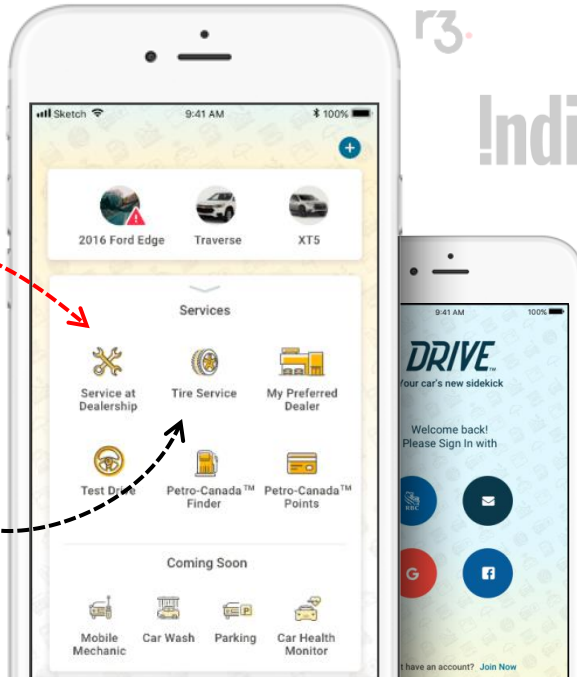 r3.
Indi
Sketch 9:41 AM 100%
2016 Ford Edge Traverse XT5
Services
Service at Dealership
Tire Service
My Preferred Dealer
Test Drive
Petro-Canada™ Finder
Petro-Canada™ Points
Coming Soon
Mobile Mechanic
Car Wash
Parking
Car Health Monitor
9:41 AM 100%
DRIVE™
Your car's new sidekick
Welcome back!
Please Sign In with
RBC
G
f
t have an account? Join Now